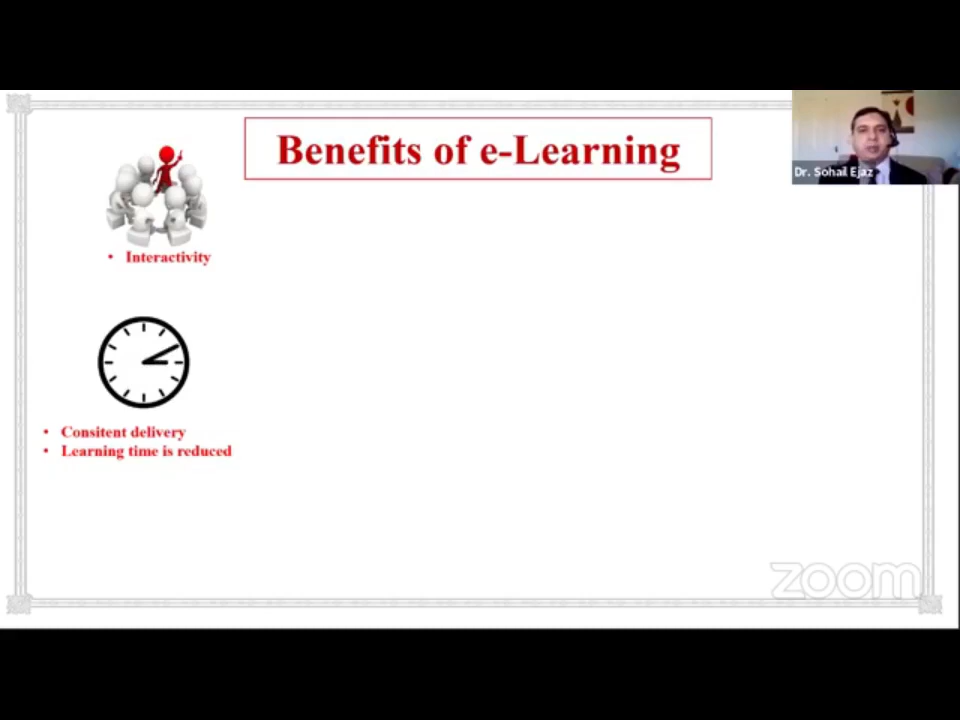 Benefits of e-Learning
Dr. Sohail Ejaz
• Interactivity
• Consitent delivery
• Learning time is reduced
zoom